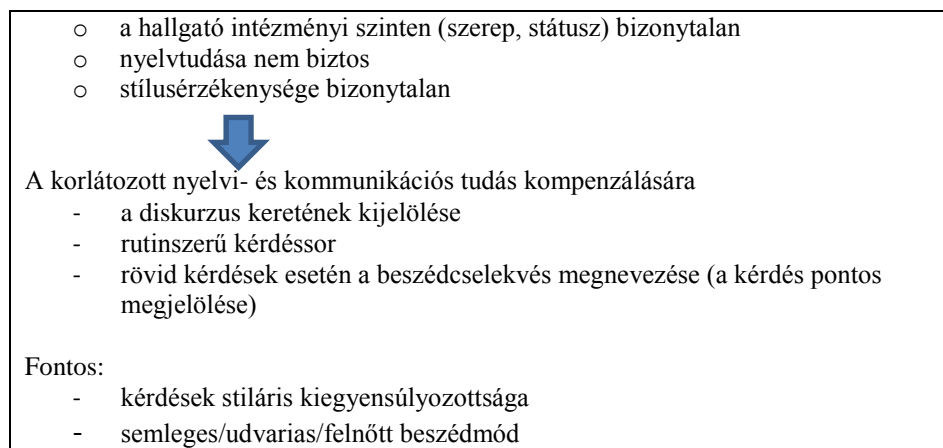 o a hallgató intézményi szinten (szerep, státusz) bizonytalan
o nyelvtudása nem biztos
o stílusérzékenysége bizonytalan
A korlátozott nyelvi- és kommunikációs tudás kompenzálására
- a diskurzus keretének kijelölése
- rutinszerű kérdéssor
- rövid kérdések esetén a beszédcselekvés megnevezése (a kérdés pontos
megjelölése)
Fontos:
- kérdések stiláris kiegyensúlyozottsága
- semleges/udvarias/felnőtt beszédmód